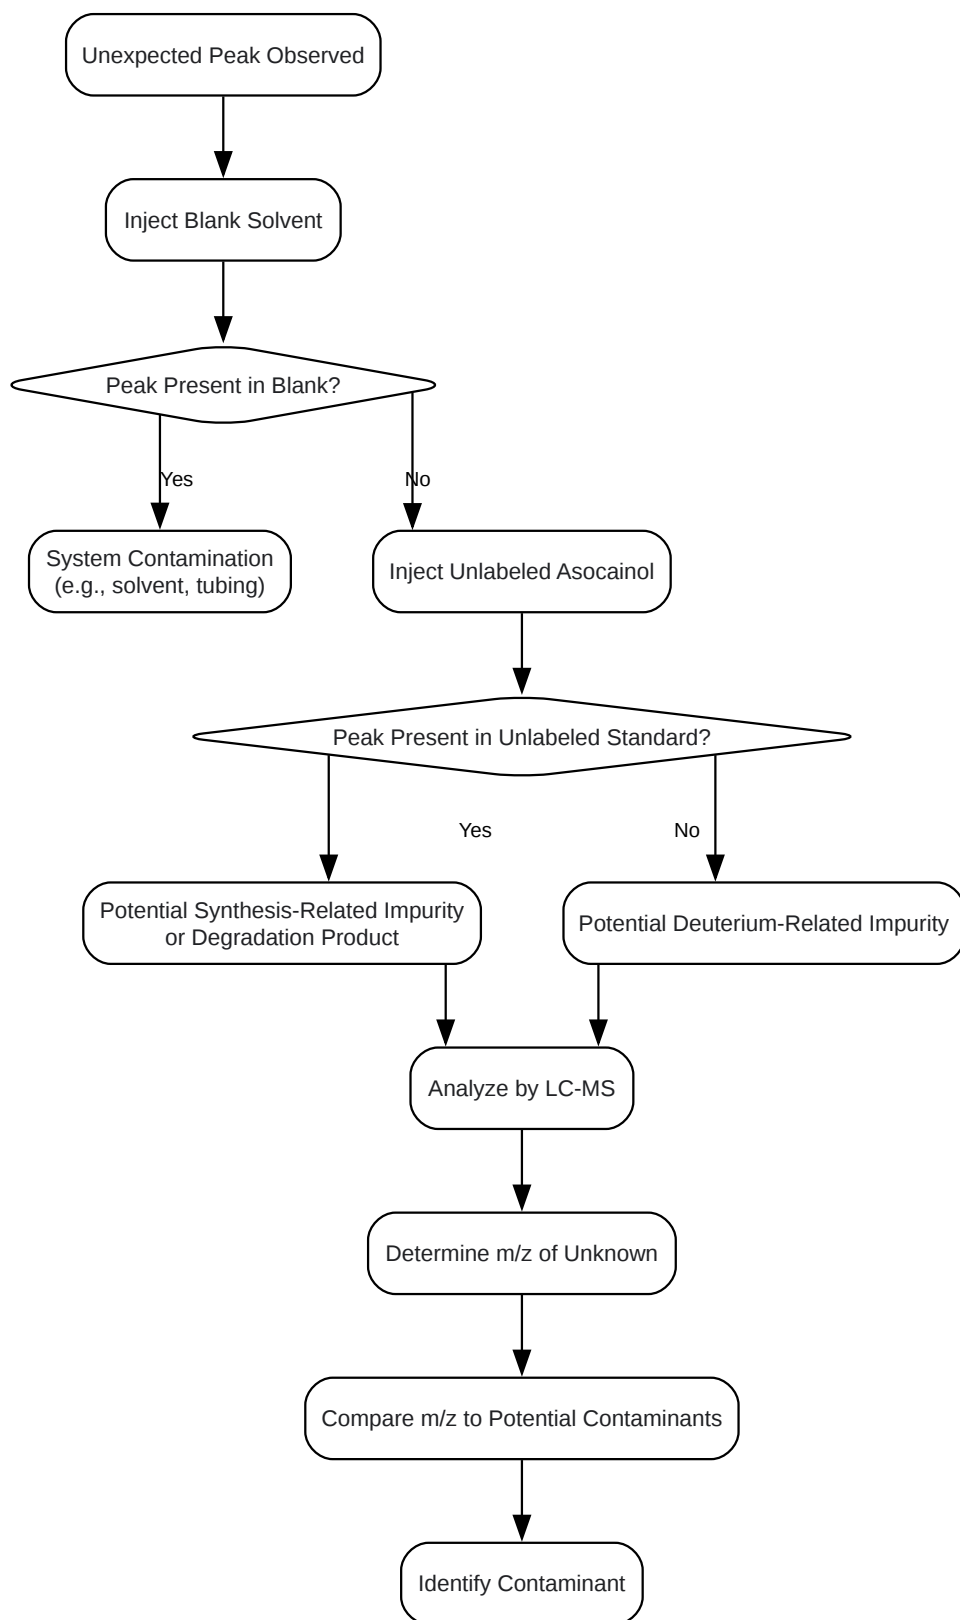 Unexpected Peak Observed
Inject Blank Solvent
Peak Present in Blank?
Yes
No
System Contamination
(e.g., solvent, tubing)
Inject Unlabeled Asocainol
Peak Present in Unlabeled Standard?
Yes
No
Potential Synthesis-Related Impurity
or Degradation Product
Potential Deuterium-Related Impurity
Analyze by LC-MS
Determine m/z of Unknown
Compare m/z to Potential Contaminants
Identify Contaminant